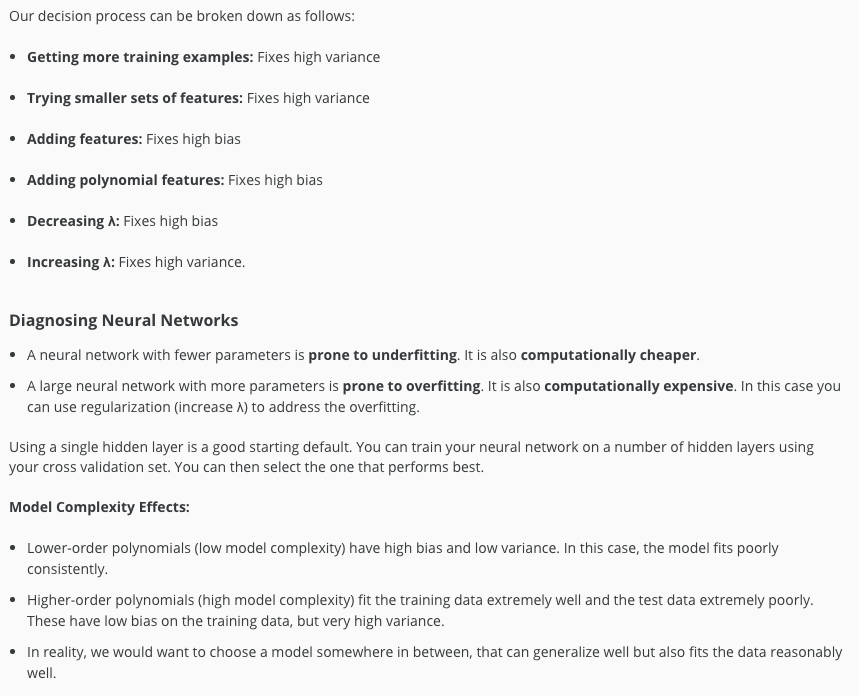 Our decision process can be broken down as follows:
• Getting more training examples: Fixes high variance
• Trying smaller sets of features: Fixes high variance
• Adding features: Fixes high bias
• Adding polynomial features: Fixes high bias
• Decreasing λ: Fixes high bias
• Increasing λ: Fixes high variance.
Diagnosing Neural Networks
• A neural network with fewer parameters is prone to underfitting. It is also computationally cheaper.
• A large neural network with more parameters is prone to overfitting. It is also computationally expensive. In this case you
can use regularization (increase λ) to address the overfitting.
Using a single hidden layer is a good starting default. You can train your neural network on a number of hidden layers using
your cross validation set. You can then select the one that performs best.
Model Complexity Effects:
• Lower-order polynomials (low model complexity) have high bias and low variance. In this case, the model fits poorly
consistently.
• Higher-order polynomials (high model complexity) fit the training data extremely well and the test data extremely poorly.
These have low bias on the training data, but very high variance.
• In reality, we would want to choose a model somewhere in between, that can generalize well but also fits the data reasonably
well.